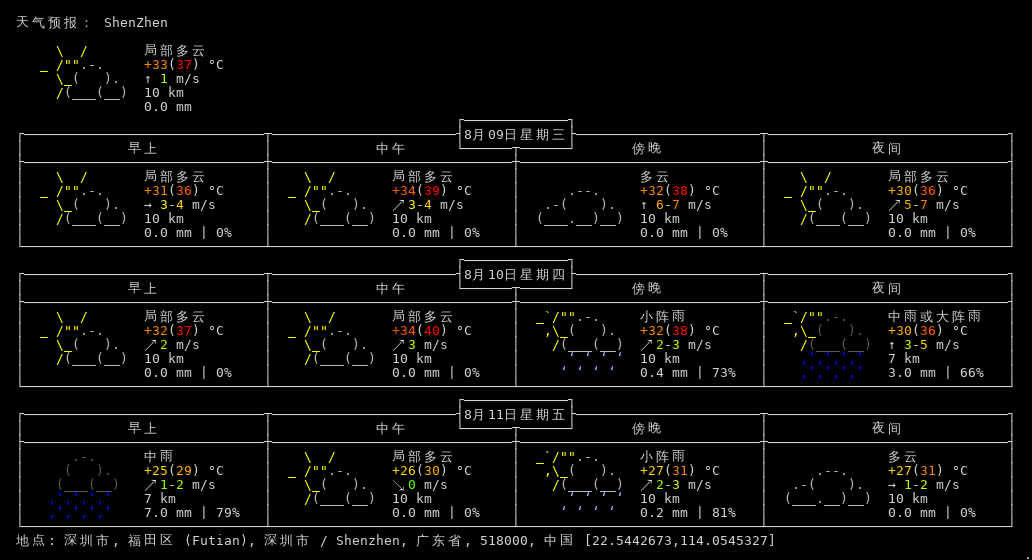 天气预报： ShenZhen
局部多云
+33(37) °C
↑ 1 m/s
10 km
0.0 mm
8月09日星期三
早上 中午 傍晚 夜间
局部多云 局部多云 多云 局部多云
+31(36) °C +34(39) °C +32(38) °C +30(36) °C
→ 3-4 m/s ↗ 3-4 m/s ↑ 6-7 m/s ↗ 5-7 m/s
10 km 10 km 10 km 10 km
0.0 mm | 0% 0.0 mm | 0% 0.0 mm | 0% 0.0 mm | 0%
8月10日星期四
早上 中午 傍晚 夜间
局部多云 局部多云 小阵雨 中雨或大阵雨
+32(37) °C +34(40) °C +32(38) °C +30(36) °C
↗ 2 m/s ↗ 3 m/s ↗ 2-3 m/s ↑ 3-5 m/s
10 km 10 km 10 km 7 km
0.0 mm | 0% 0.0 mm | 0% 0.4 mm | 73% 3.0 mm | 66%
8月11日星期五
早上 中午 傍晚 夜间
中雨 局部多云 小阵雨 多云
+25(29) °C +26(30) °C +27(31) °C +27(31) °C
↗ 1-2 m/s ↘ 0 m/s ↗ 2-3 m/s → 1-2 m/s
7 km 10 km 10 km 10 km
7.0 mm | 79% 0.0 mm | 0% 0.2 mm | 81% 0.0 mm | 0%
地点: 深圳市, 福田区 (Futian), 深圳市 / Shenzhen, 广东省, 518000, 中国 [22.5442673,114.0545327]